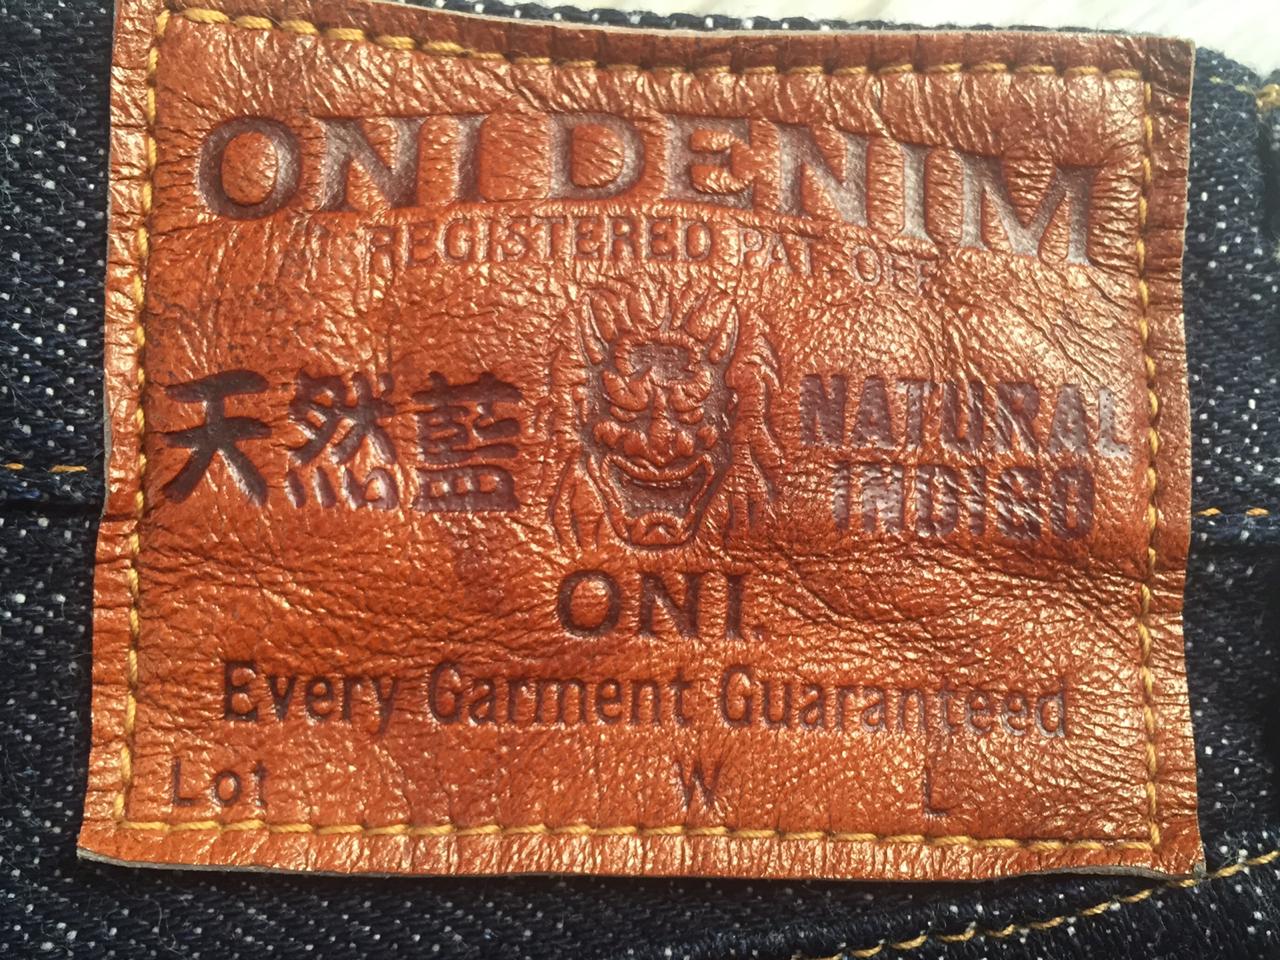 ONI DENIM
REGISTERED PAT. OFF
天然藍
NATURAL
INDIGO
ONI.
Every Garment Guaranteed
Lot W L